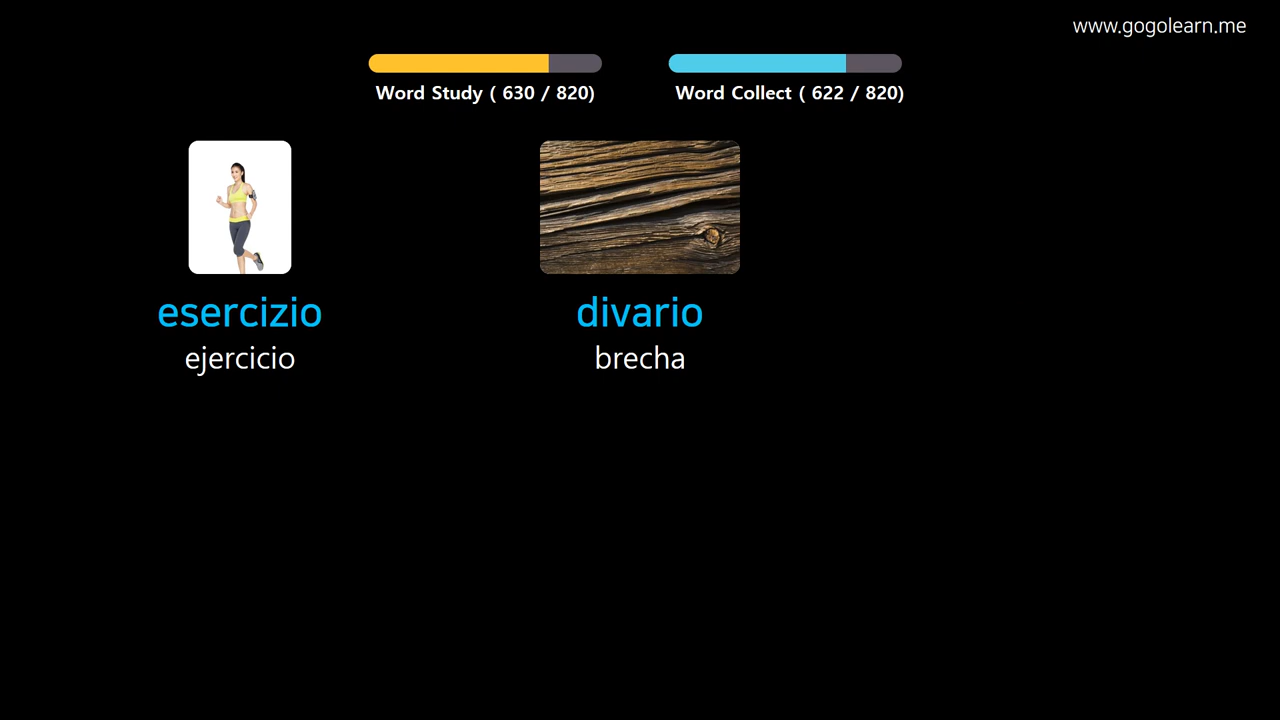 www.gogolearn.me
Word Study ( 630 / 820)
Word Collect ( 622 / 820)
esercizio
ejercicio
divario
brecha